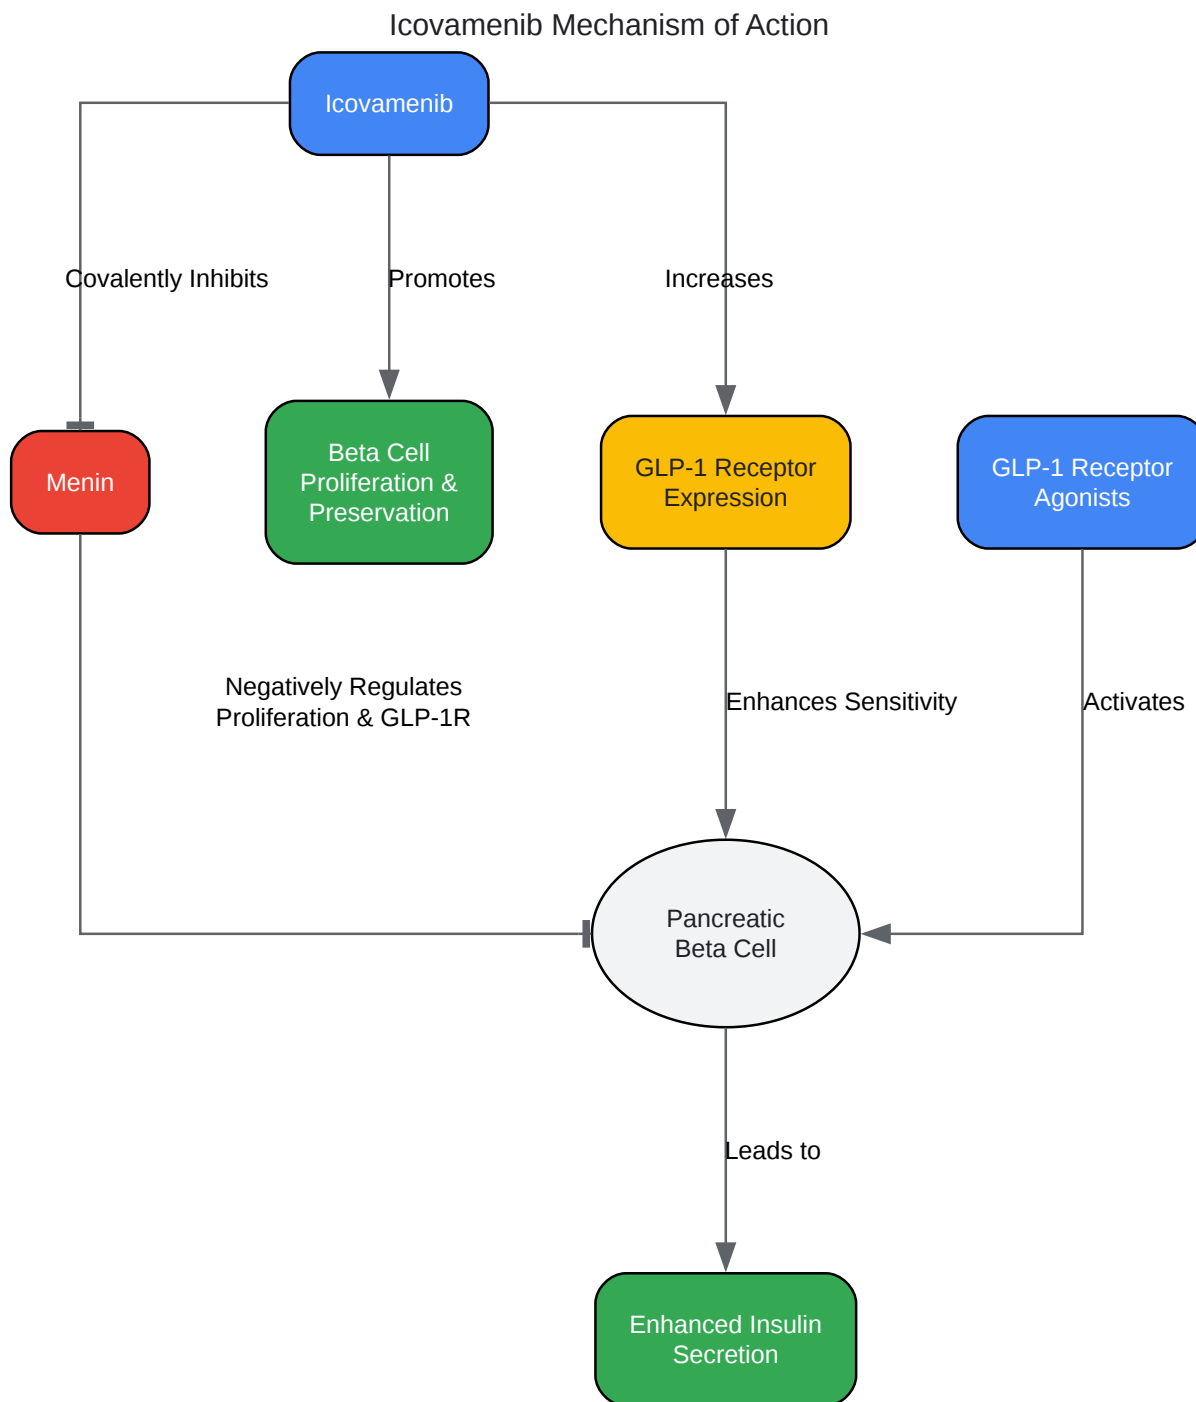 Icovamenib Mechanism of Action
Icovamenib
Covalently Inhibits
Promotes
Increases
Menin
Beta Cell
Proliferation &
Preservation
GLP-1 Receptor
Expression
GLP-1 Receptor
Agonists
Negatively Regulates
Proliferation & GLP-1R
Enhances Sensitivity
Activates
Pancreatic
Beta Cell
Leads to
Enhanced Insulin
Secretion